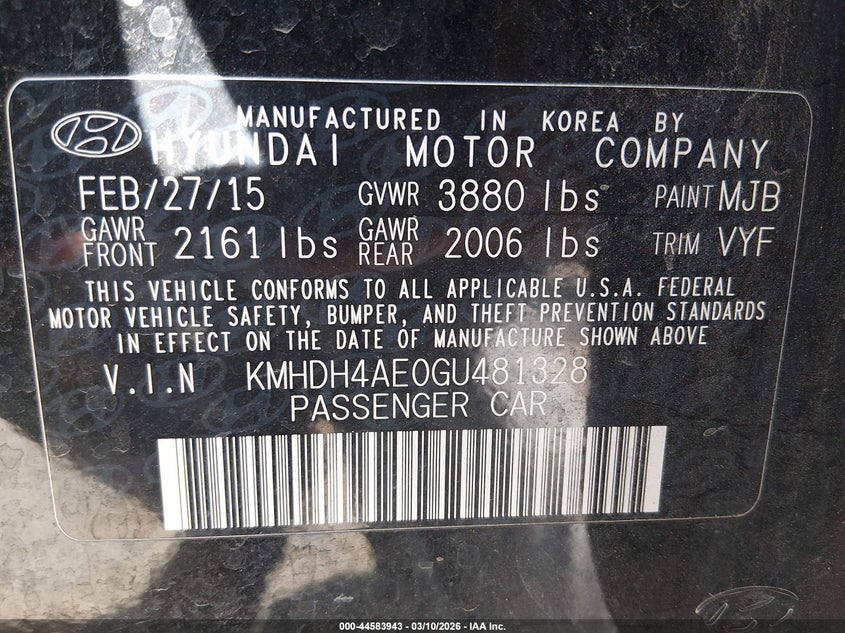 MANUFACTURED IN KOREA BY
HYUNDAI MOTOR COMPANY
FEB/27/15 GVWR 3880 lbs PAINT MJB
GAWR FRONT 2161 lbs GAWR REAR 2006 lbs TRIM VYF
THIS VEHICLE CONFORMS TO ALL APPLICABLE U.S.A. FEDERAL
MOTOR VEHICLE SAFETY, BUMPER, AND THEFT PREVENTION STANDARDS
IN EFFECT ON THE DATE OF MANUFACTURE SHOWN ABOVE
V.I.N KMHDH4AE0GU481328
PASSENGER CAR
000-44583943 - 03/10/2026 - IAA Inc.